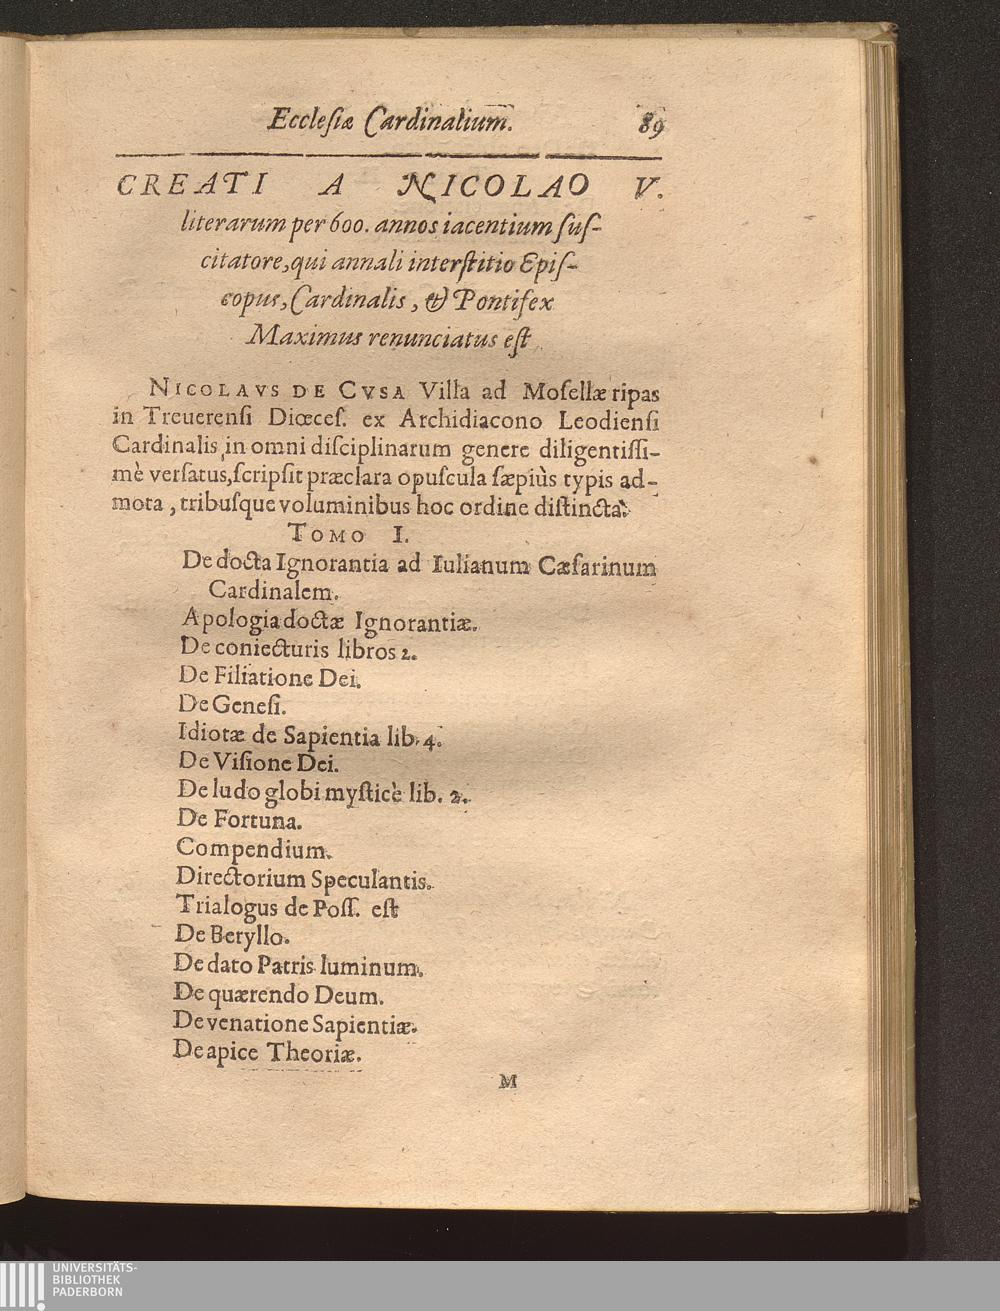 Ecclesiæ Cardinalium. 89
CREATI A NICOLAO V.
literarum per 600. annos iacentium suſ-
citatore, qui annali interſtitio Epiſ-
copus, Cardinalis, & Pontifex
Maximus renunciatus eſt
NICOLAVS DE CVSA Villa ad Moſellæ ripas
in Treuerenſi Diœceſ. ex Archidiacono Leodienſi
Cardinalis, in omni diſciplinarum genere diligentiſſi-
mè verſatus, ſcripſit præclara opuſcula ſæpiùs typis ad-
mota, tribuſque voluminibus hoc ordine diſtincta.
TOMO I.
De docta Ignorantia ad Iulianum Cæſarinum
Cardinalem.
Apologia doctæ Ignorantiæ.
De coniecturis libros 2.
De Filiatione Dei.
De Geneſi.
Idiotæ de Sapientia lib. 4.
De Viſione Dei.
De ludo globi myſticè lib. 2.
De Fortuna.
Compendium.
Directorium Speculantis.
Trialogus de Poſſ. eſt
De Beryllo.
De dato Patris luminum.
De quærendo Deum.
De venatione Sapientiæ.
De apice Theoriæ.
M
UNIVERSITÄTS-
BIBLIOTHEK
PADERBORN